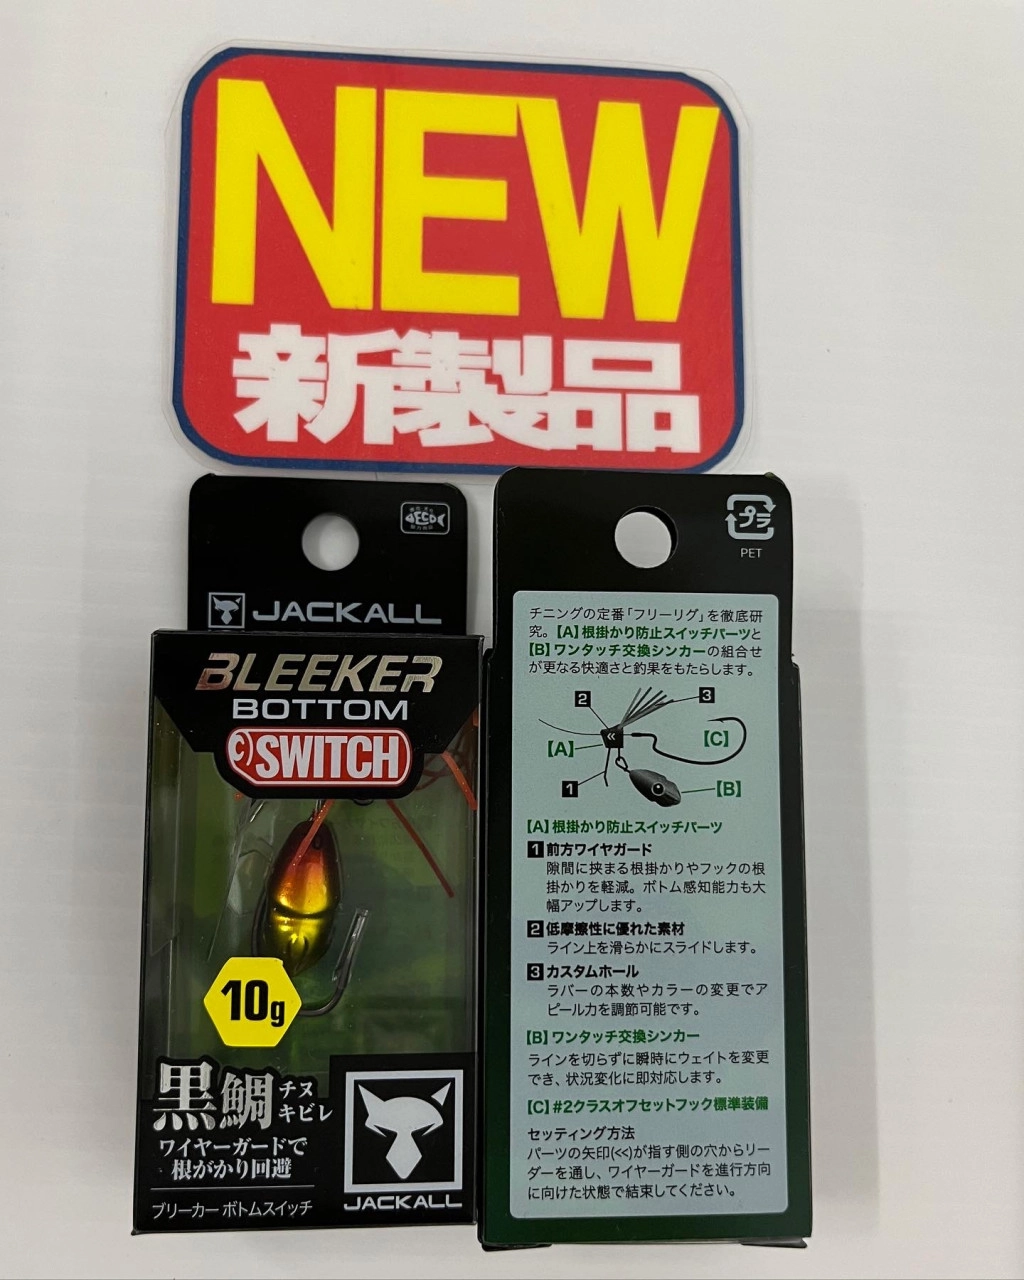 NEW
新製品
JACKALL
BLEEKER
BOTTOM
SWITCH
10g
黒鯛 チヌ キビレ
ワイヤーガードで
根がかり回避
ブリーカー ボトムスイッチ
JACKALL
プラ
PET
チニングの定番「フリーリグ」を徹底研
究。【A】根掛かり防止スイッチパーツと
【B】ワンタッチ交換シンカーの組合せ
が更なる快適さと釣果をもたらします。
2
3
【A】
【C】
1
【B】
【A】根掛かり防止スイッチパーツ
1 前方ワイヤガード
隙間に挟まる根掛かりやフックの根
掛かりを軽減。ボトム感知能力も大
幅アップします。
2 低摩擦性に優れた素材
ライン上を滑らかにスライドします。
3 カスタムホール
ラバーの本数やカラーの変更でア
ピール力を調節可能です。
【B】ワンタッチ交換シンカー
ラインを切らずに瞬時にウェイトを変更
でき、状況変化に即対応します。
【C】#2クラスオフセットフック標準装備
セッティング方法
パーツの矢印(<<)が指す側の穴からリー
ダーを通し、ワイヤーガードを進行方向
に向けた状態で結束してください。